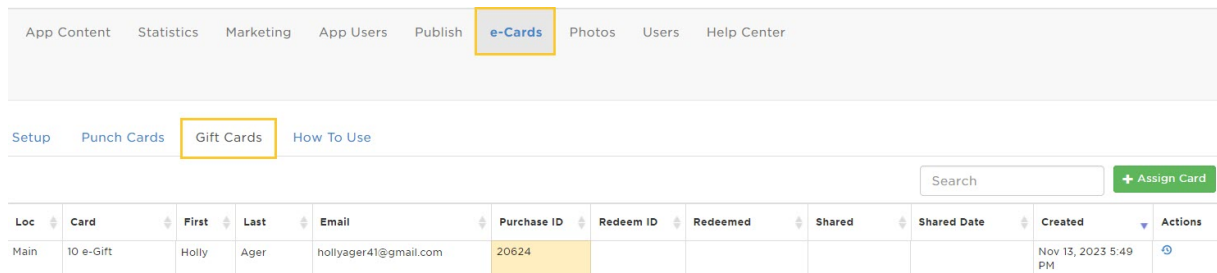 App Content Statistics Marketing App Users Publish e-Cards Photos Users Help Center
Setup Punch Cards Gift Cards How To Use
Search + Assign Card
Loc Card First Last Email Purchase ID Redeem ID Redeemed Shared Shared Date Created Actions
Main 10 e-Gift Holly Ager hollyager41@gmail.com 20624 Nov 13, 2023 5:49
PM